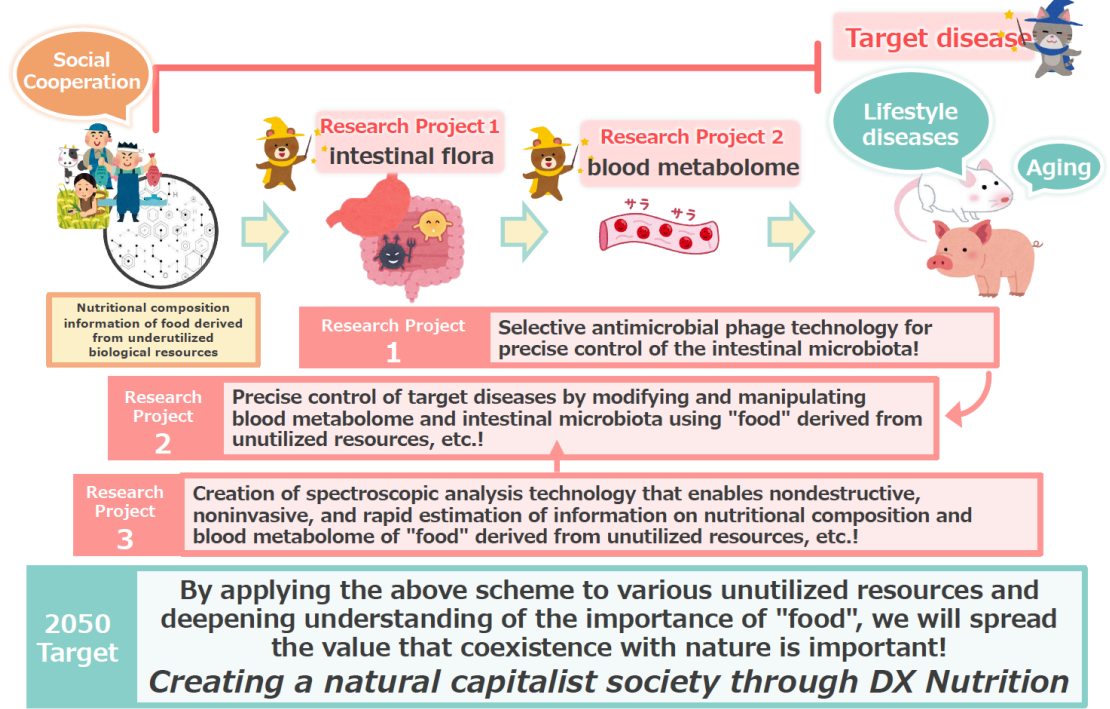 Social
Cooperation
Target disease
Research Project 1
intestinal flora
Research Project 2
blood metabolome
Lifestyle
diseases
Aging
サラ
サラ
Nutritional composition
information of food derived
from underutilized
biological resources
Research Project
1
Selective antimicrobial phage technology for
precise control of the intestinal microbiota!
Research
Project
2
Precise control of target diseases by modifying and manipulating
blood metabolome and intestinal microbiota using "food" derived from
unutilized resources, etc.!
Research
Project
3
Creation of spectroscopic analysis technology that enables nondestructive,
noninvasive, and rapid estimation of information on nutritional composition and
blood metabolome of "food" derived from unutilized resources, etc.!
2050
Target
By applying the above scheme to various unutilized resources and
deepening understanding of the importance of "food", we will spread
the value that coexistence with nature is important!
Creating a natural capitalist society through DX Nutrition